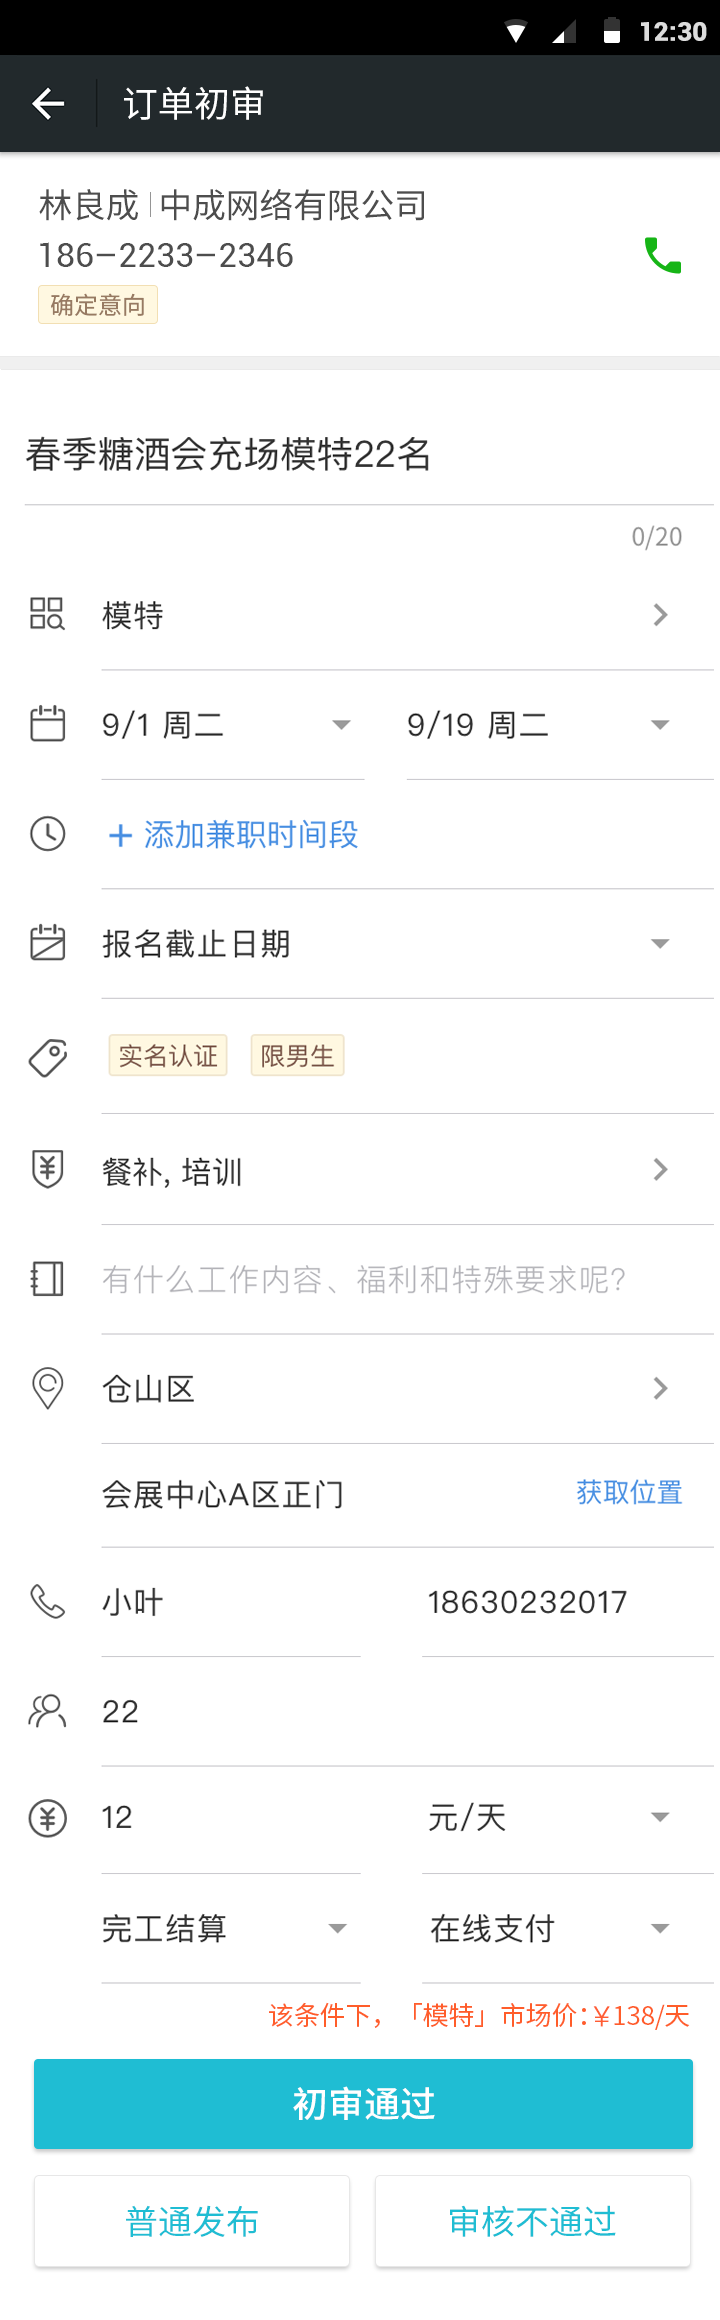 12:30
订单初审
林良成 | 中成网络有限公司
186-2233-2346
确定意向
春季糖酒会充场模特22名
0/20
模特
9/1 周二 9/19 周二
+ 添加兼职时间段
报名截止日期
实名认证 限男生
餐补, 培训
有什么工作内容、福利和特殊要求呢?
仓山区
会展中心A区正门 获取位置
小叶 18630232017
22
12 元/天
完工结算 在线支付
该条件下，「模特」市场价:¥138/天
初审通过
普通发布 审核不通过